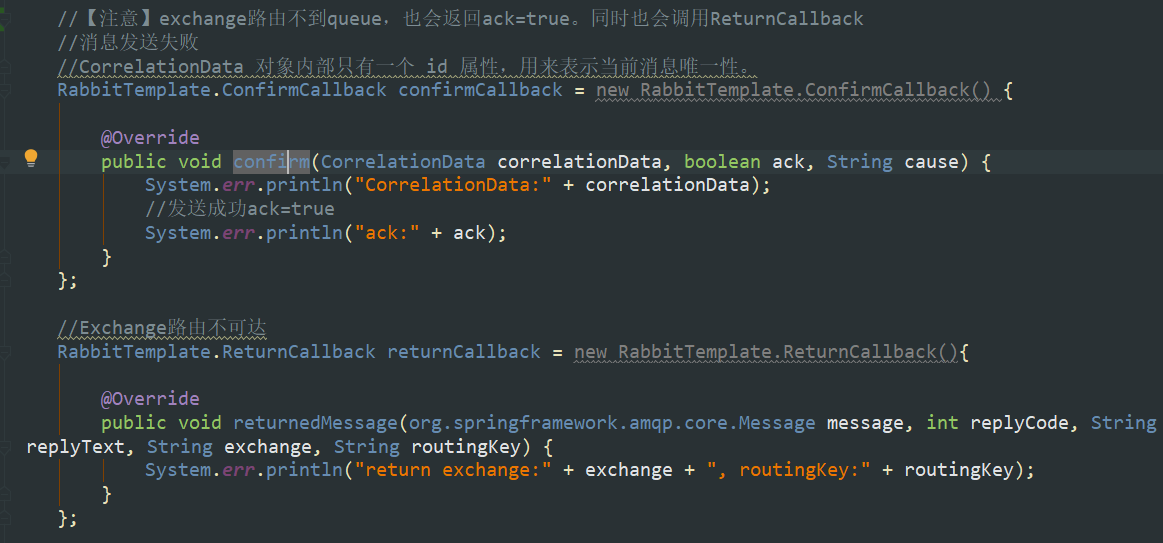 //【注意】exchange路由不到queue，也会返回ack=true。同时也会调用ReturnCallback
//消息发送失败
//CorrelationData 对象内部只有一个 id 属性，用来表示当前消息唯一性。
RabbitTemplate.ConfirmCallback confirmCallback = new RabbitTemplate.ConfirmCallback() {
@Override
public void confirm(CorrelationData correlationData, boolean ack, String cause) {
System.err.println("CorrelationData:" + correlationData);
//发送成功ack=true
System.err.println("ack:" + ack);
}
};
//Exchange路由不可达
RabbitTemplate.ReturnCallback returnCallback = new RabbitTemplate.ReturnCallback(){
@Override
public void returnedMessage(org.springframework.amqp.core.Message message, int replyCode, String
replyText, String exchange, String routingKey) {
System.err.println("return exchange:" + exchange + ", routingKey:" + routingKey);
}
};